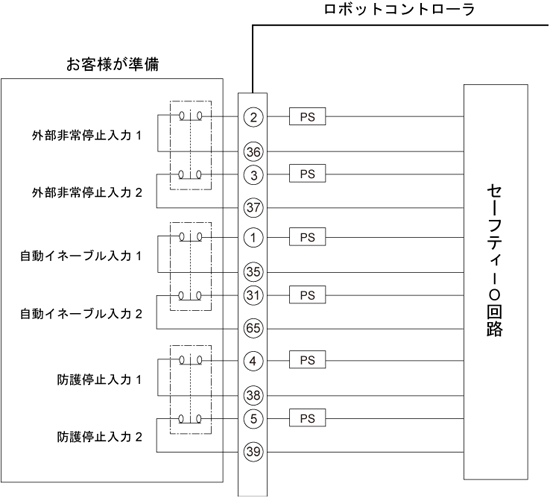 ロボットコントローラ
お客様が準備
外部非常停止入力1
外部非常停止入力2
自動イネーブル入力1
自動イネーブル入力2
防護停止入力1
防護停止入力2
2
PS
36
3
PS
37
1
PS
35
31
PS
65
4
PS
38
5
PS
39
セーフティIO回路